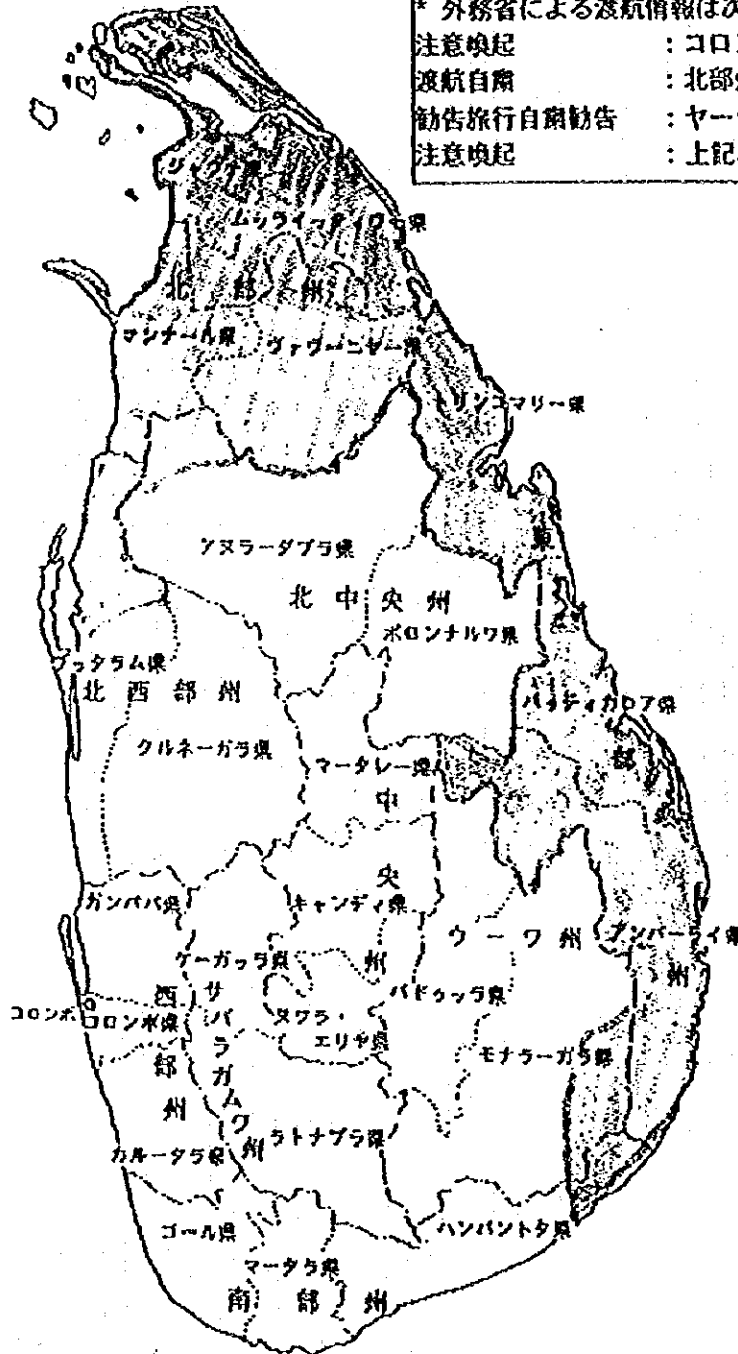 * 外務省による渡航情報は次
注意喚起 : コロ
渡航自粛 : 北部
勧告旅行自粛勧告 : ヤー
注意喚起 : 上記
ムッライッティヴ県
北部州
マンナール県
ヴァヴーニヤー県
トリンコマリー県
アヌラーダプラ県
東
北中央州
ポロンナルワ県
プッタラム県
北西部州
バッティカロア県
クルネーガラ県
マータレー県
部
中
ガンパハ県
キャンディ県
央
ウーワ州
アンパーライ県
ケーガッラ県
州
州
バドゥッラ県
西
サバラガムワ州
ヌワラ・
エリヤ県
コロンボ
コロンボ県
モナラーガラ県
部
州
ラトナプラ県
カルータラ県
ゴール県
ハンバントタ県
マータラ県
南部州